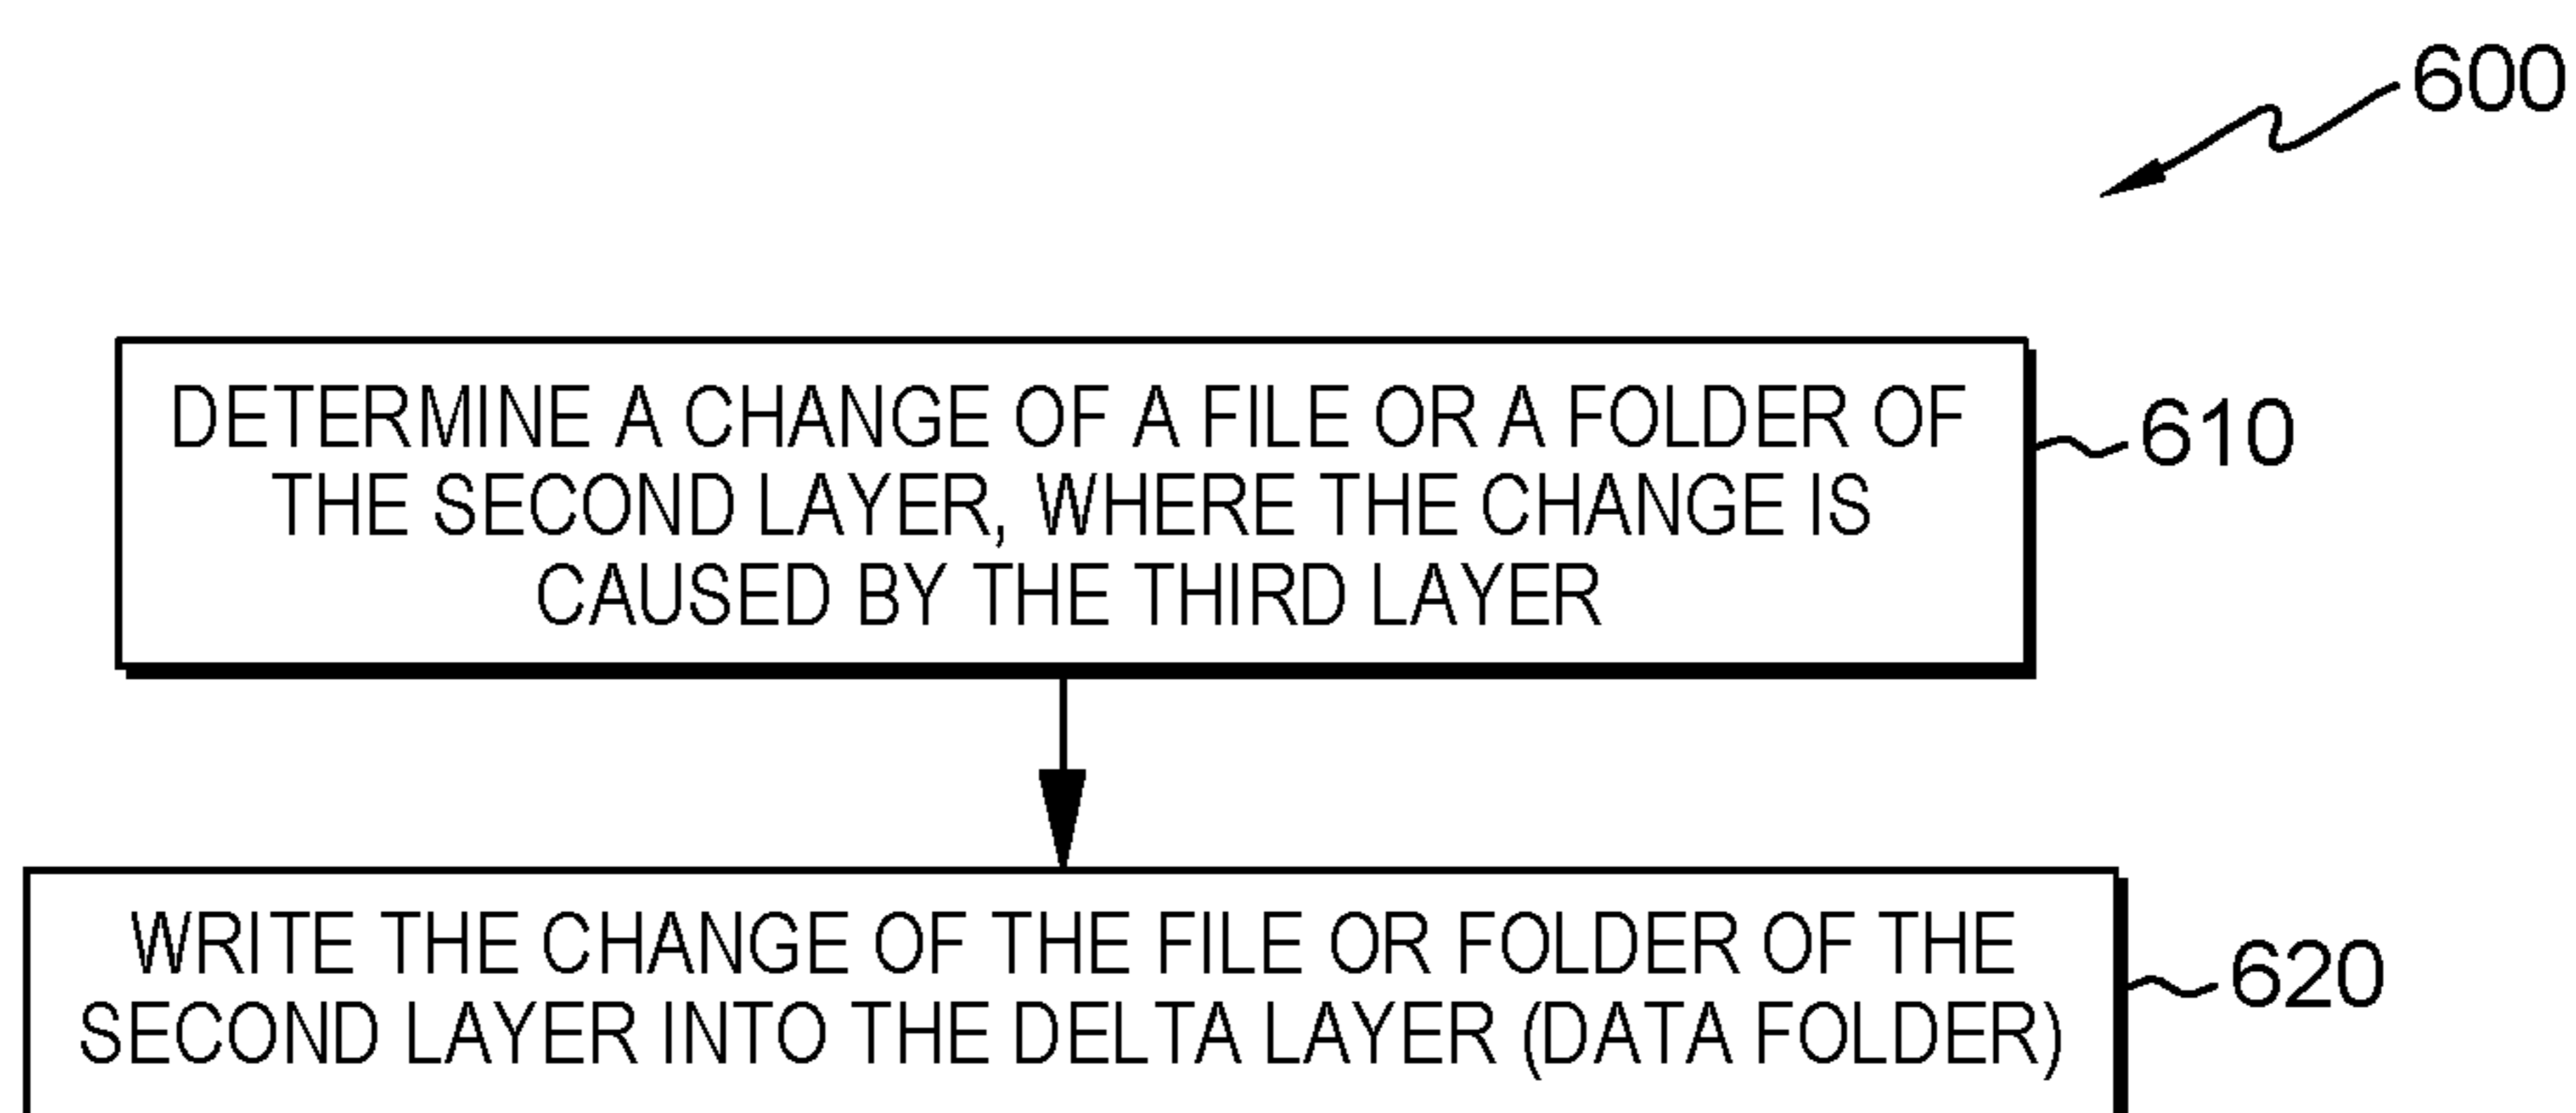 600
DETERMINE A CHANGE OF A FILE OR A FOLDER OF
THE SECOND LAYER, WHERE THE CHANGE IS
CAUSED BY THE THIRD LAYER
610
WRITE THE CHANGE OF THE FILE OR FOLDER OF THE
SECOND LAYER INTO THE DELTA LAYER (DATA FOLDER)
620